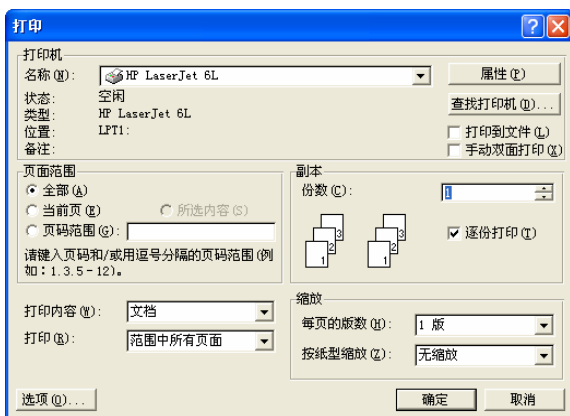 打印
打印机
名称(N): HP LaserJet 6L 属性(P)
状态: 空闲
类型: HP LaserJet 6L
位置: LPT1:
备注:
查找打印机(D)...
打印到文件(L)
手动双面打印(X)
页面范围
全部(A)
当前页(E) 所选内容(S)
页码范围(G):
请键入页码和/或用逗号分隔的页码范围(例
如:1.3.5-12)。
副本
份数(C): 1
3 3
2 2
1 1
逐份打印(T)
打印内容(W): 文档
打印(R): 范围中所有页面
缩放
每页的版数(H): 1 版
按纸型缩放(Z): 无缩放
选项(O)... 确定 取消